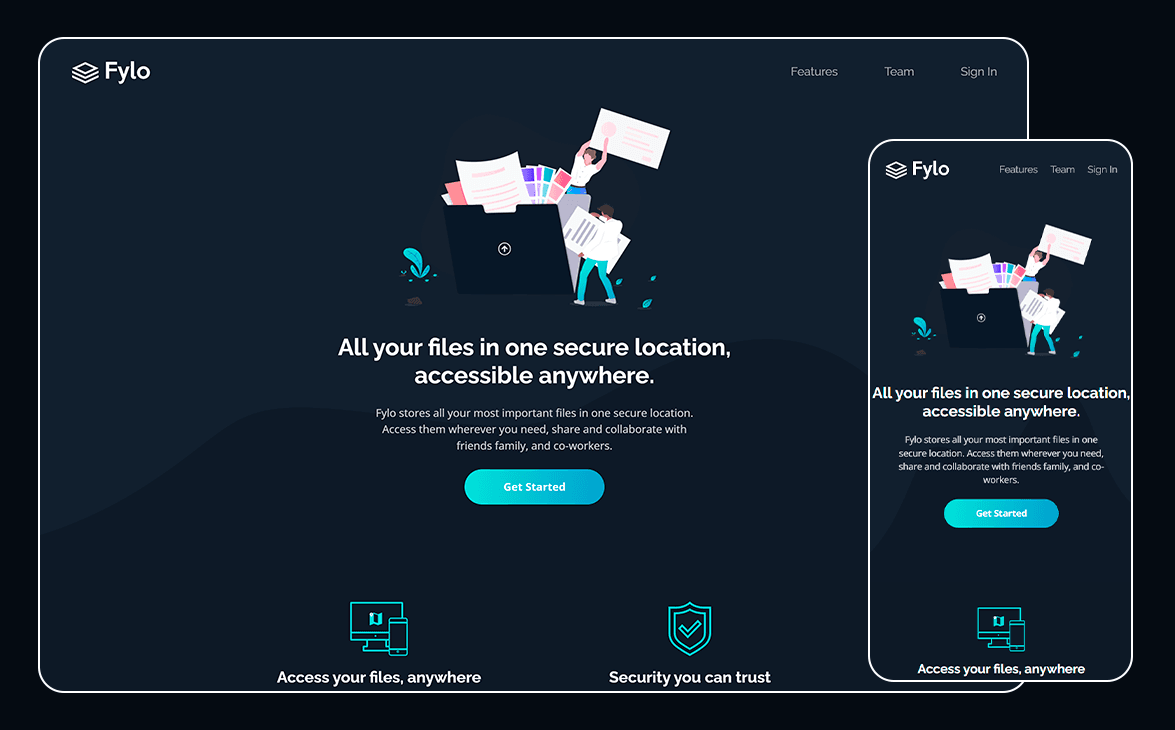 Fylo
Features Team Sign In
All your files in one secure location,
accessible anywhere.
Fylo stores all your most important files in one secure location.
Access them wherever you need, share and collaborate with
friends family, and co-workers.
Get Started
Access your files, anywhere
Security you can trust
Fylo
Features Team Sign In
All your files in one secure location,
accessible anywhere.
Fylo stores all your most important files in one
secure location. Access them wherever you need,
share and collaborate with friends family, and co-
workers.
Get Started
Access your files, anywhere